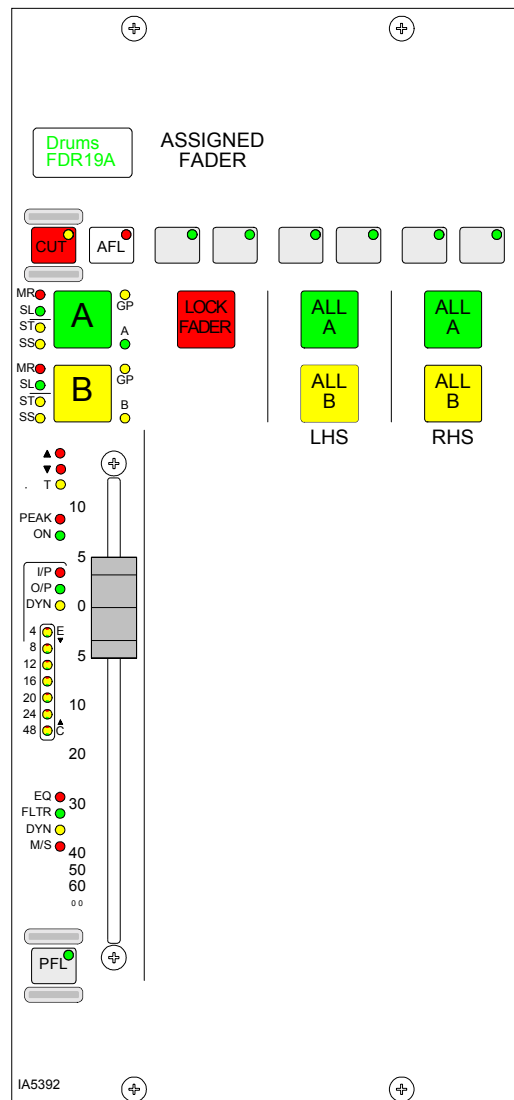 Drums
FDR19A
ASSIGNED
FADER
CUT
AFL
MR
SL
ST
SS
A
GP
A
LOCK
FADER
ALL
A
ALL
A
MR
SL
ST
SS
B
GP
B
ALL
B
ALL
B
LHS
RHS
T
PEAK
ON
I/P
O/P
DYN
4 E
8
12
16
20
24
48 C
10
5
0
5
10
20
30
40
50
60
00
EQ
FLTR
DYN
M/S
PFL
IA5392